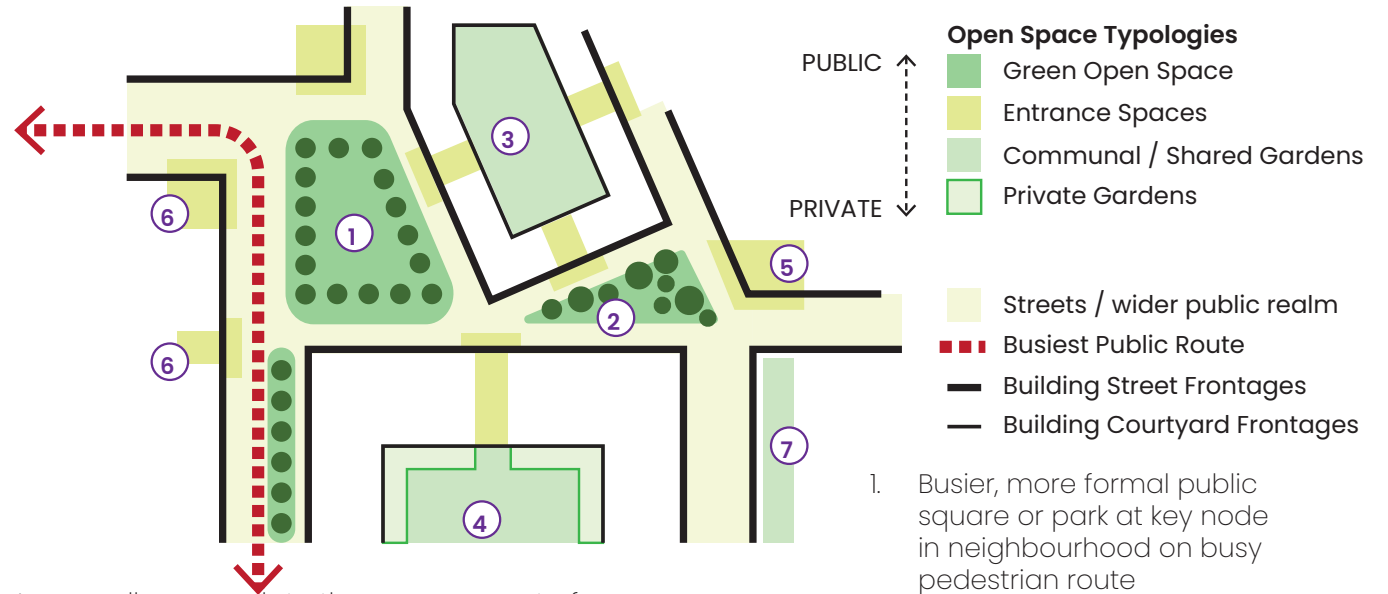 Open Space Typologies
PUBLIC
Green Open Space
Entrance Spaces
Communal / Shared Gardens
PRIVATE
Private Gardens
Streets / wider public realm
Busiest Public Route
Building Street Frontages
Building Courtyard Frontages
3
6
1
5
2
6
7
4
1. Busier, more formal public
square or park at key node
in neighbourhood on busy
pedestrian route